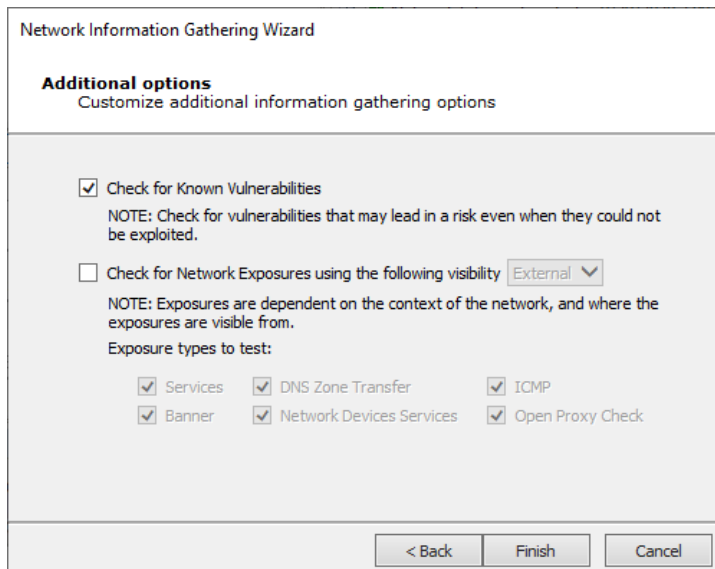 Network Information Gathering Wizard
Additional options
Customize additional information gathering options
Check for Known Vulnerabilities
NOTE: Check for vulnerabilities that may lead in a risk even when they could not
be exploited.
Check for Network Exposures using the following visibility External
NOTE: Exposures are dependent on the context of the network, and where the
exposures are visible from.
Exposure types to test:
Services DNS Zone Transfer ICMP
Banner Network Devices Services Open Proxy Check
< Back Finish Cancel